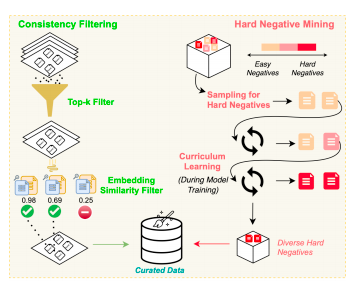 Consistency Filtering
Top-k Filter
Embedding
Similarity Filter
0.98
0.69
0.25
Hard Negative Mining
Easy
Negatives
Hard
Negatives
Sampling for
Hard Negatives
Curriculum
Learning
(During Model
Training)
Diverse Hard
Negatives
Curated Data